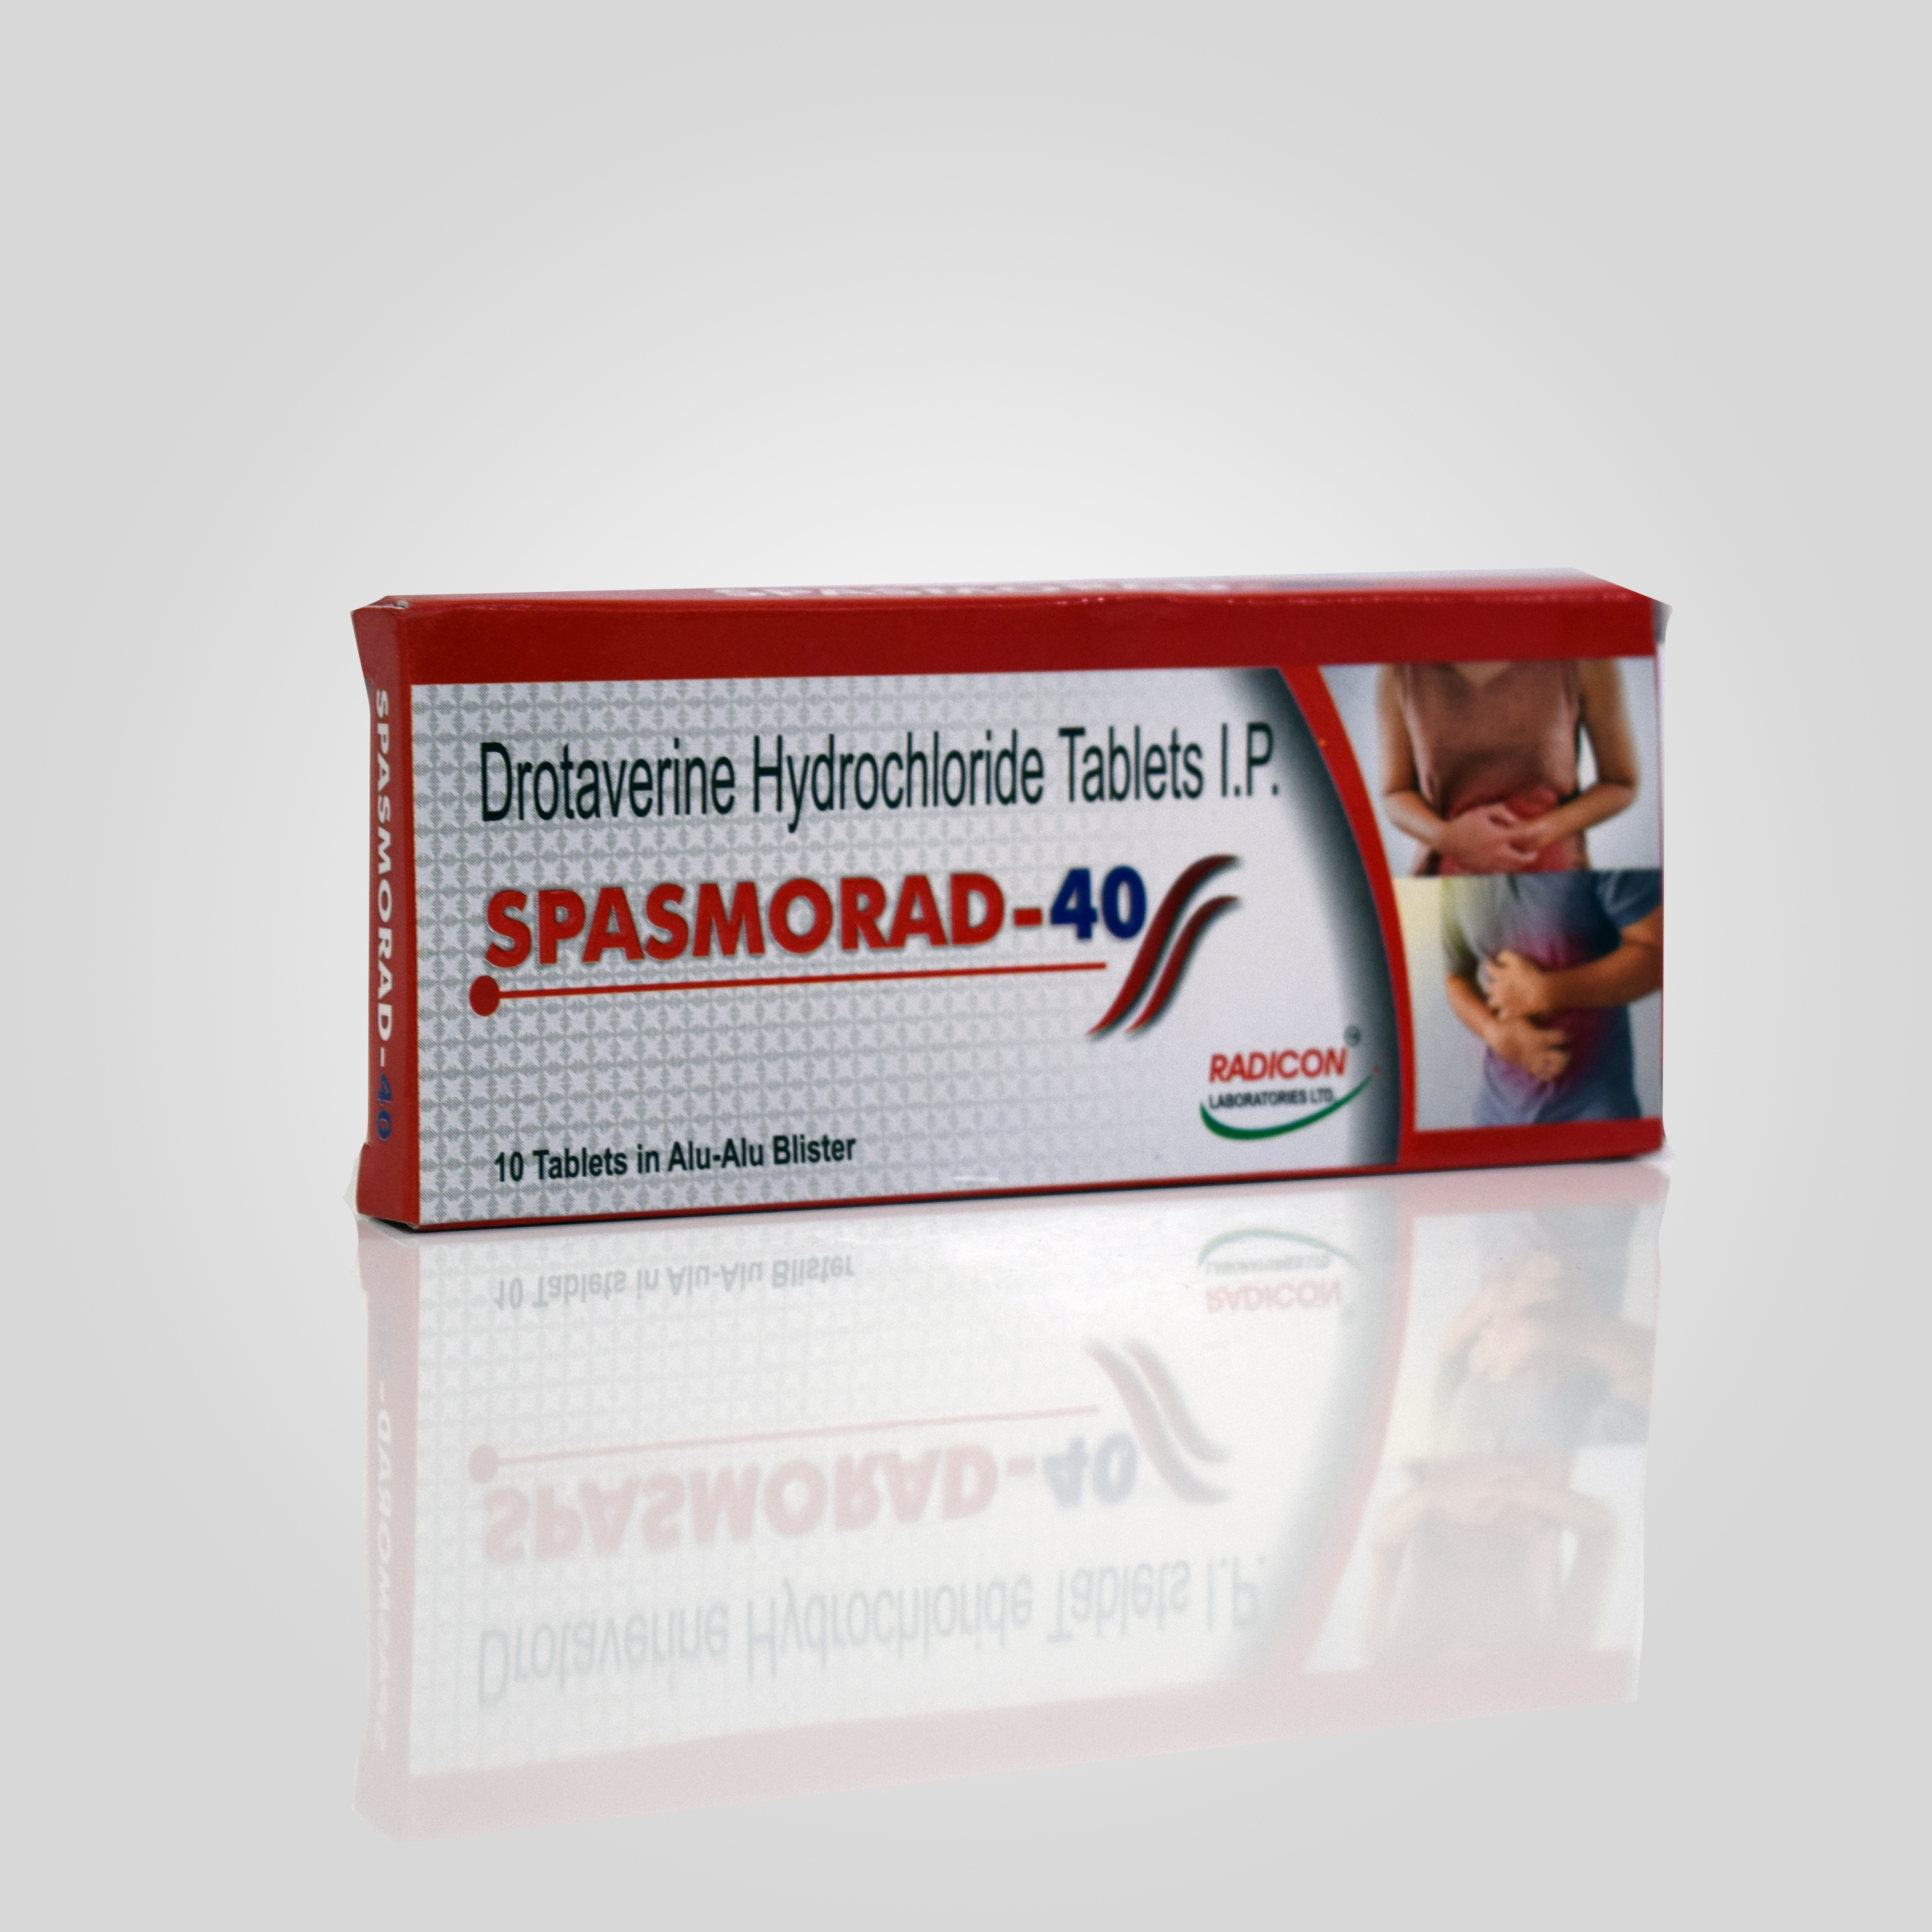 Drotaverine Hydrochloride Tablets I.P.
SPASMORAD-40
RADICON
LABORATORIES LTD.
10 Tablets in Alu-Alu Blister
SPASMORAD-40